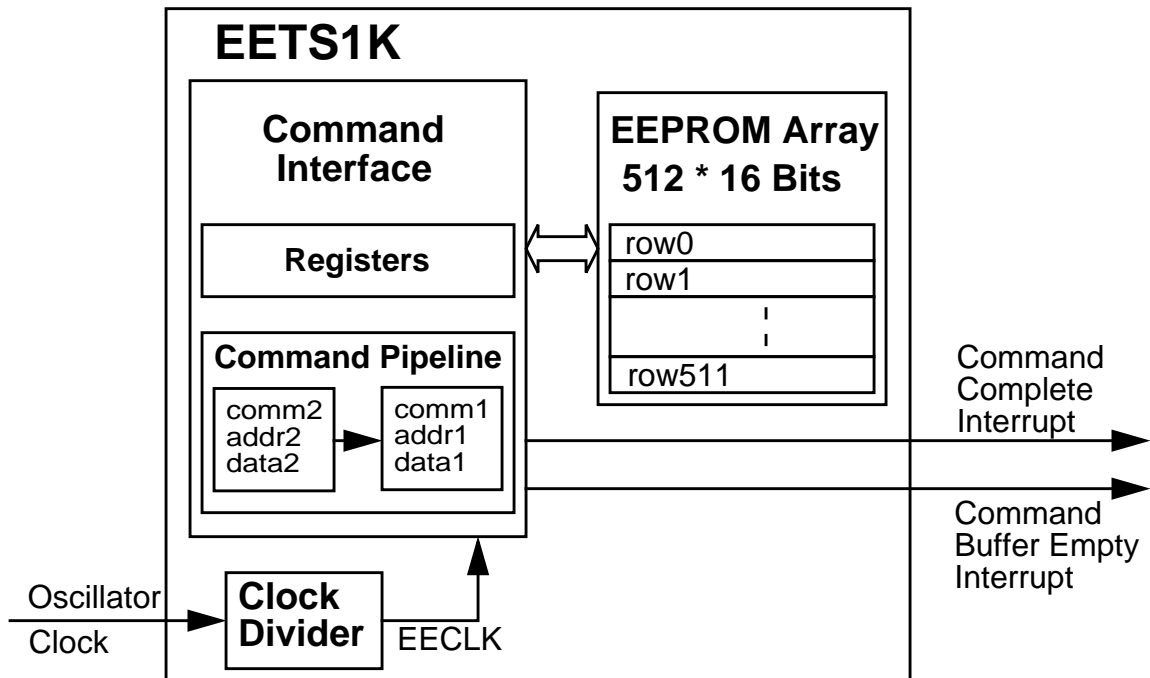 EETS1K
Command
Interface
Registers
Command Pipeline
comm2
addr2
data2
comm1
addr1
data1
EEPROM Array
512 * 16 Bits
row0
row1
row511
Command
Complete
Interrupt
Command
Buffer Empty
Interrupt
Oscillator
Clock
Clock
Divider
EECLK